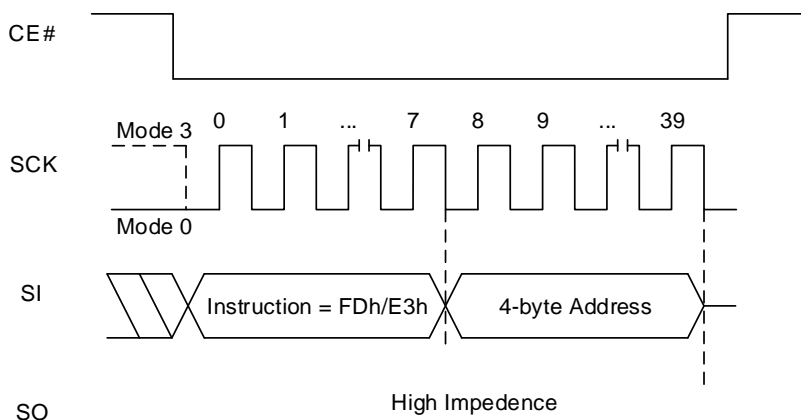 CE#
Mode 3
0 1 ... 7 8 9 ... 39
SCK
Mode 0
SI
Instruction = FDh/E3h
4-byte Address
High Impedence
SO